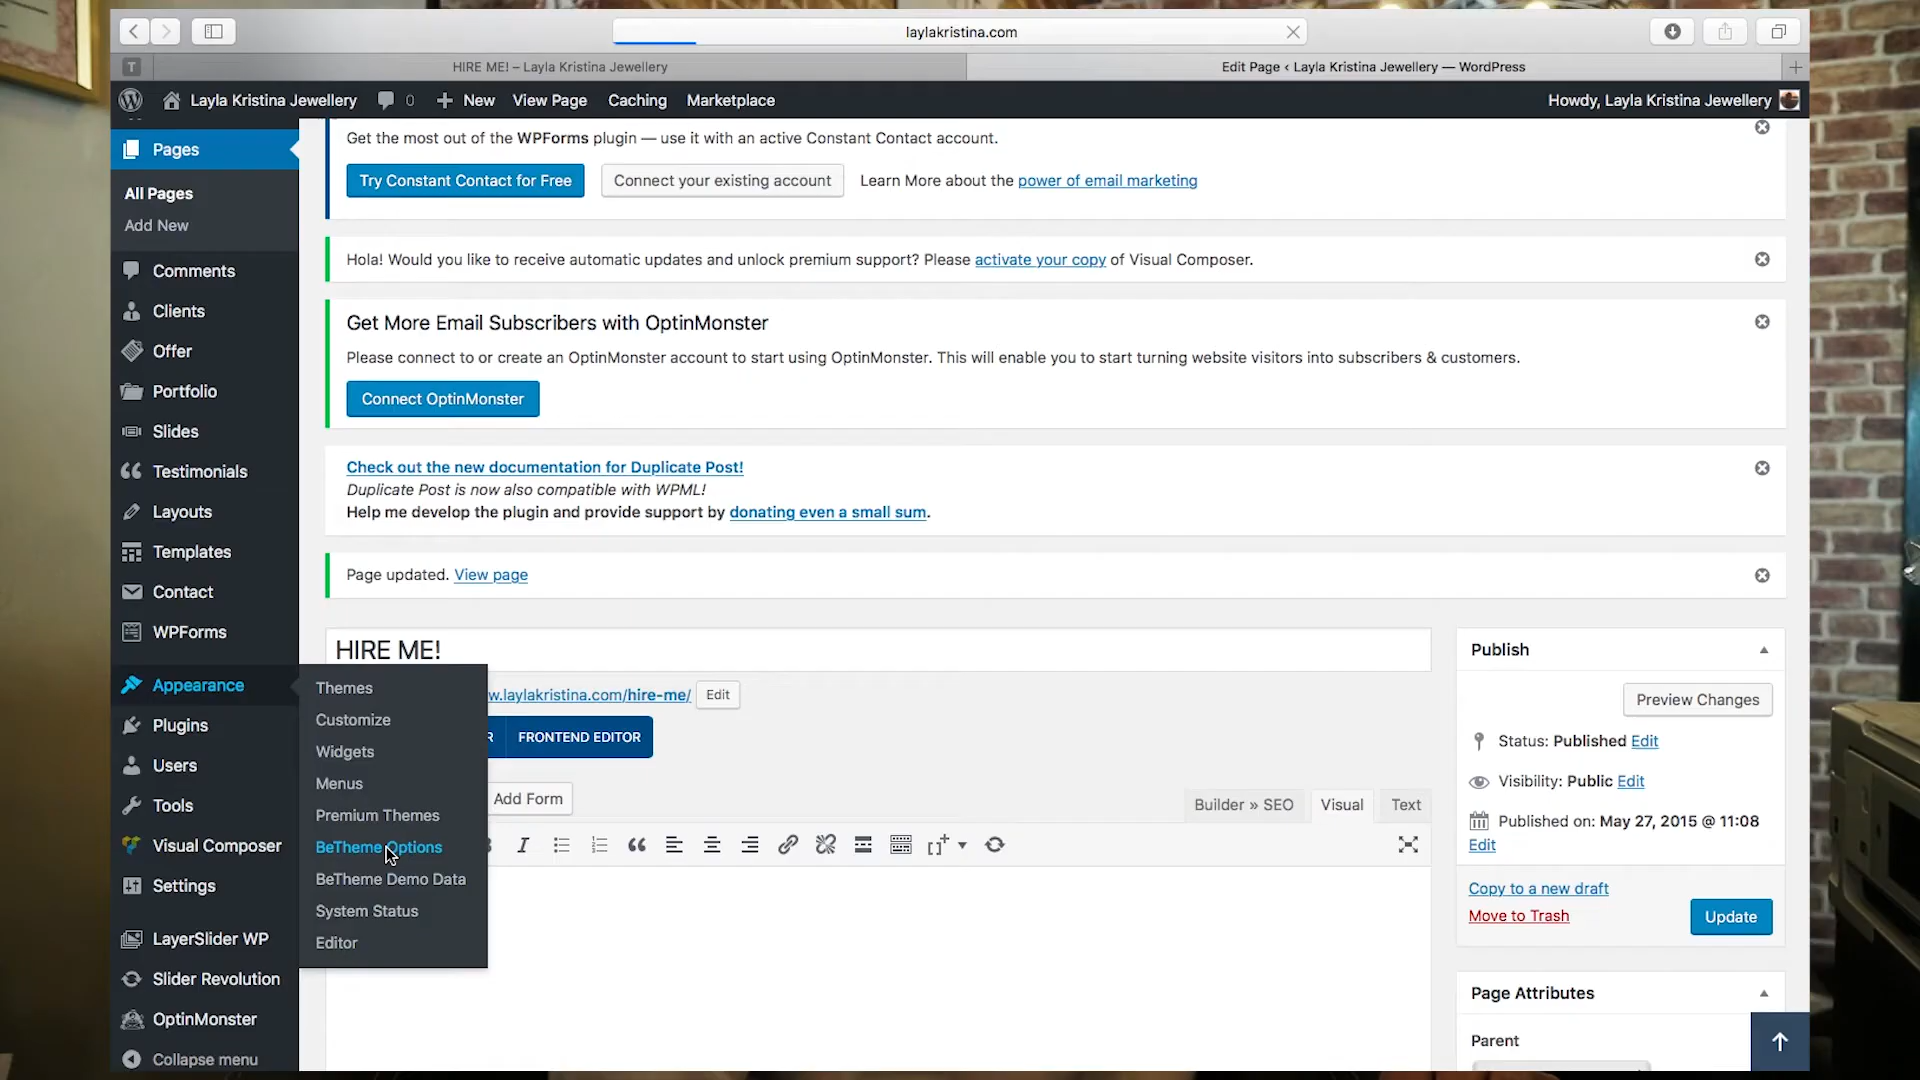 laylakristina.com
T
HIRE ME! – Layla Kristina Jewellery
Edit Page ‹ Layla Kristina Jewellery — WordPress
Layla Kristina Jewellery
0
New
View Page
Caching
Marketplace
Howdy, Layla Kristina Jewellery
Pages
All Pages
Add New
Comments
Clients
Offer
Portfolio
Slides
Testimonials
Layouts
Templates
Contact
WPForms
Appearance
Plugins
Users
Tools
Visual Composer
Settings
LayerSlider WP
Slider Revolution
OptinMonster
Collapse menu
Themes
Customize
Widgets
Menus
Premium Themes
BeTheme Options
BeTheme Demo Data
System Status
Editor
Get the most out of the WPForms plugin — use it with an active Constant Contact account.
Try Constant Contact for Free
Connect your existing account
Learn More about the power of email marketing
Hola! Would you like to receive automatic updates and unlock premium support? Please activate your copy of Visual Composer.
Get More Email Subscribers with OptinMonster
Please connect to or create an OptinMonster account to start using OptinMonster. This will enable you to start turning website visitors into subscribers & customers.
Connect OptinMonster
Check out the new documentation for Duplicate Post!
Duplicate Post is now also compatible with WPML!
Help me develop the plugin and provide support by donating even a small sum.
Page updated. View page
HIRE ME!
w.laylakristina.com/hire-me/
Edit
R
FRONTEND EDITOR
Add Form
Builder » SEO
Visual
Text
Publish
Preview Changes
Status: Published Edit
Visibility: Public Edit
Published on: May 27, 2015 @ 11:08
Edit
Copy to a new draft
Move to Trash
Update
Page Attributes
Parent